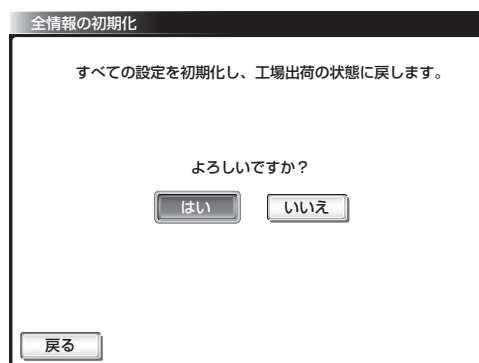 全情報の初期化
すべての設定を初期化し、工場出荷の状態に戻します。
よろしいですか？
はい いいえ
戻る